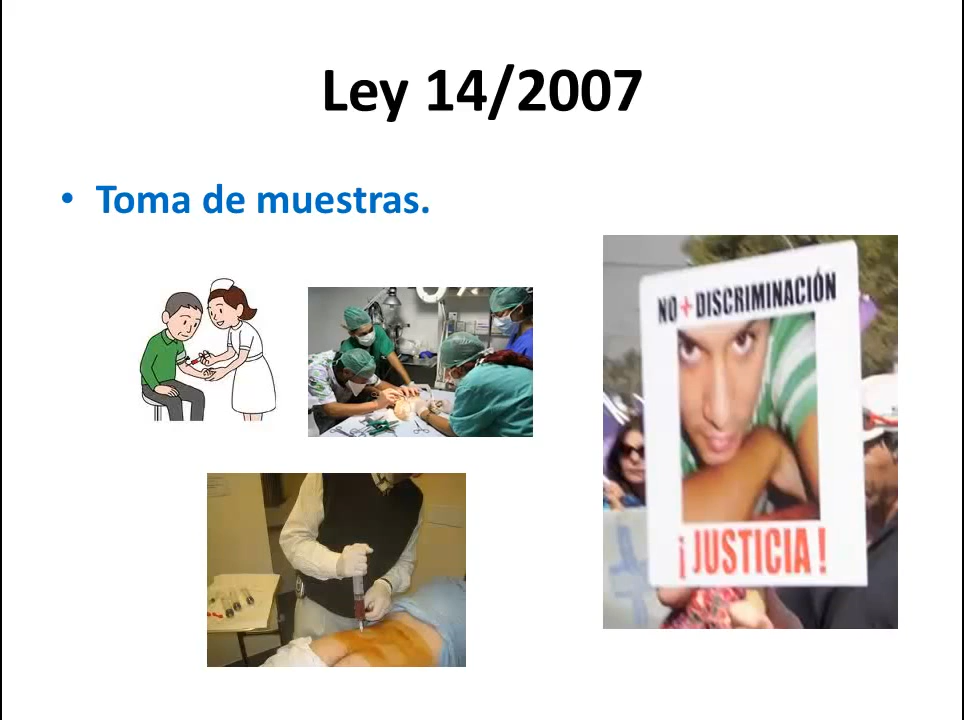 Ley 14/2007
• Toma de muestras.
NO + DISCRIMINACIÓN
¡JUSTICIA!